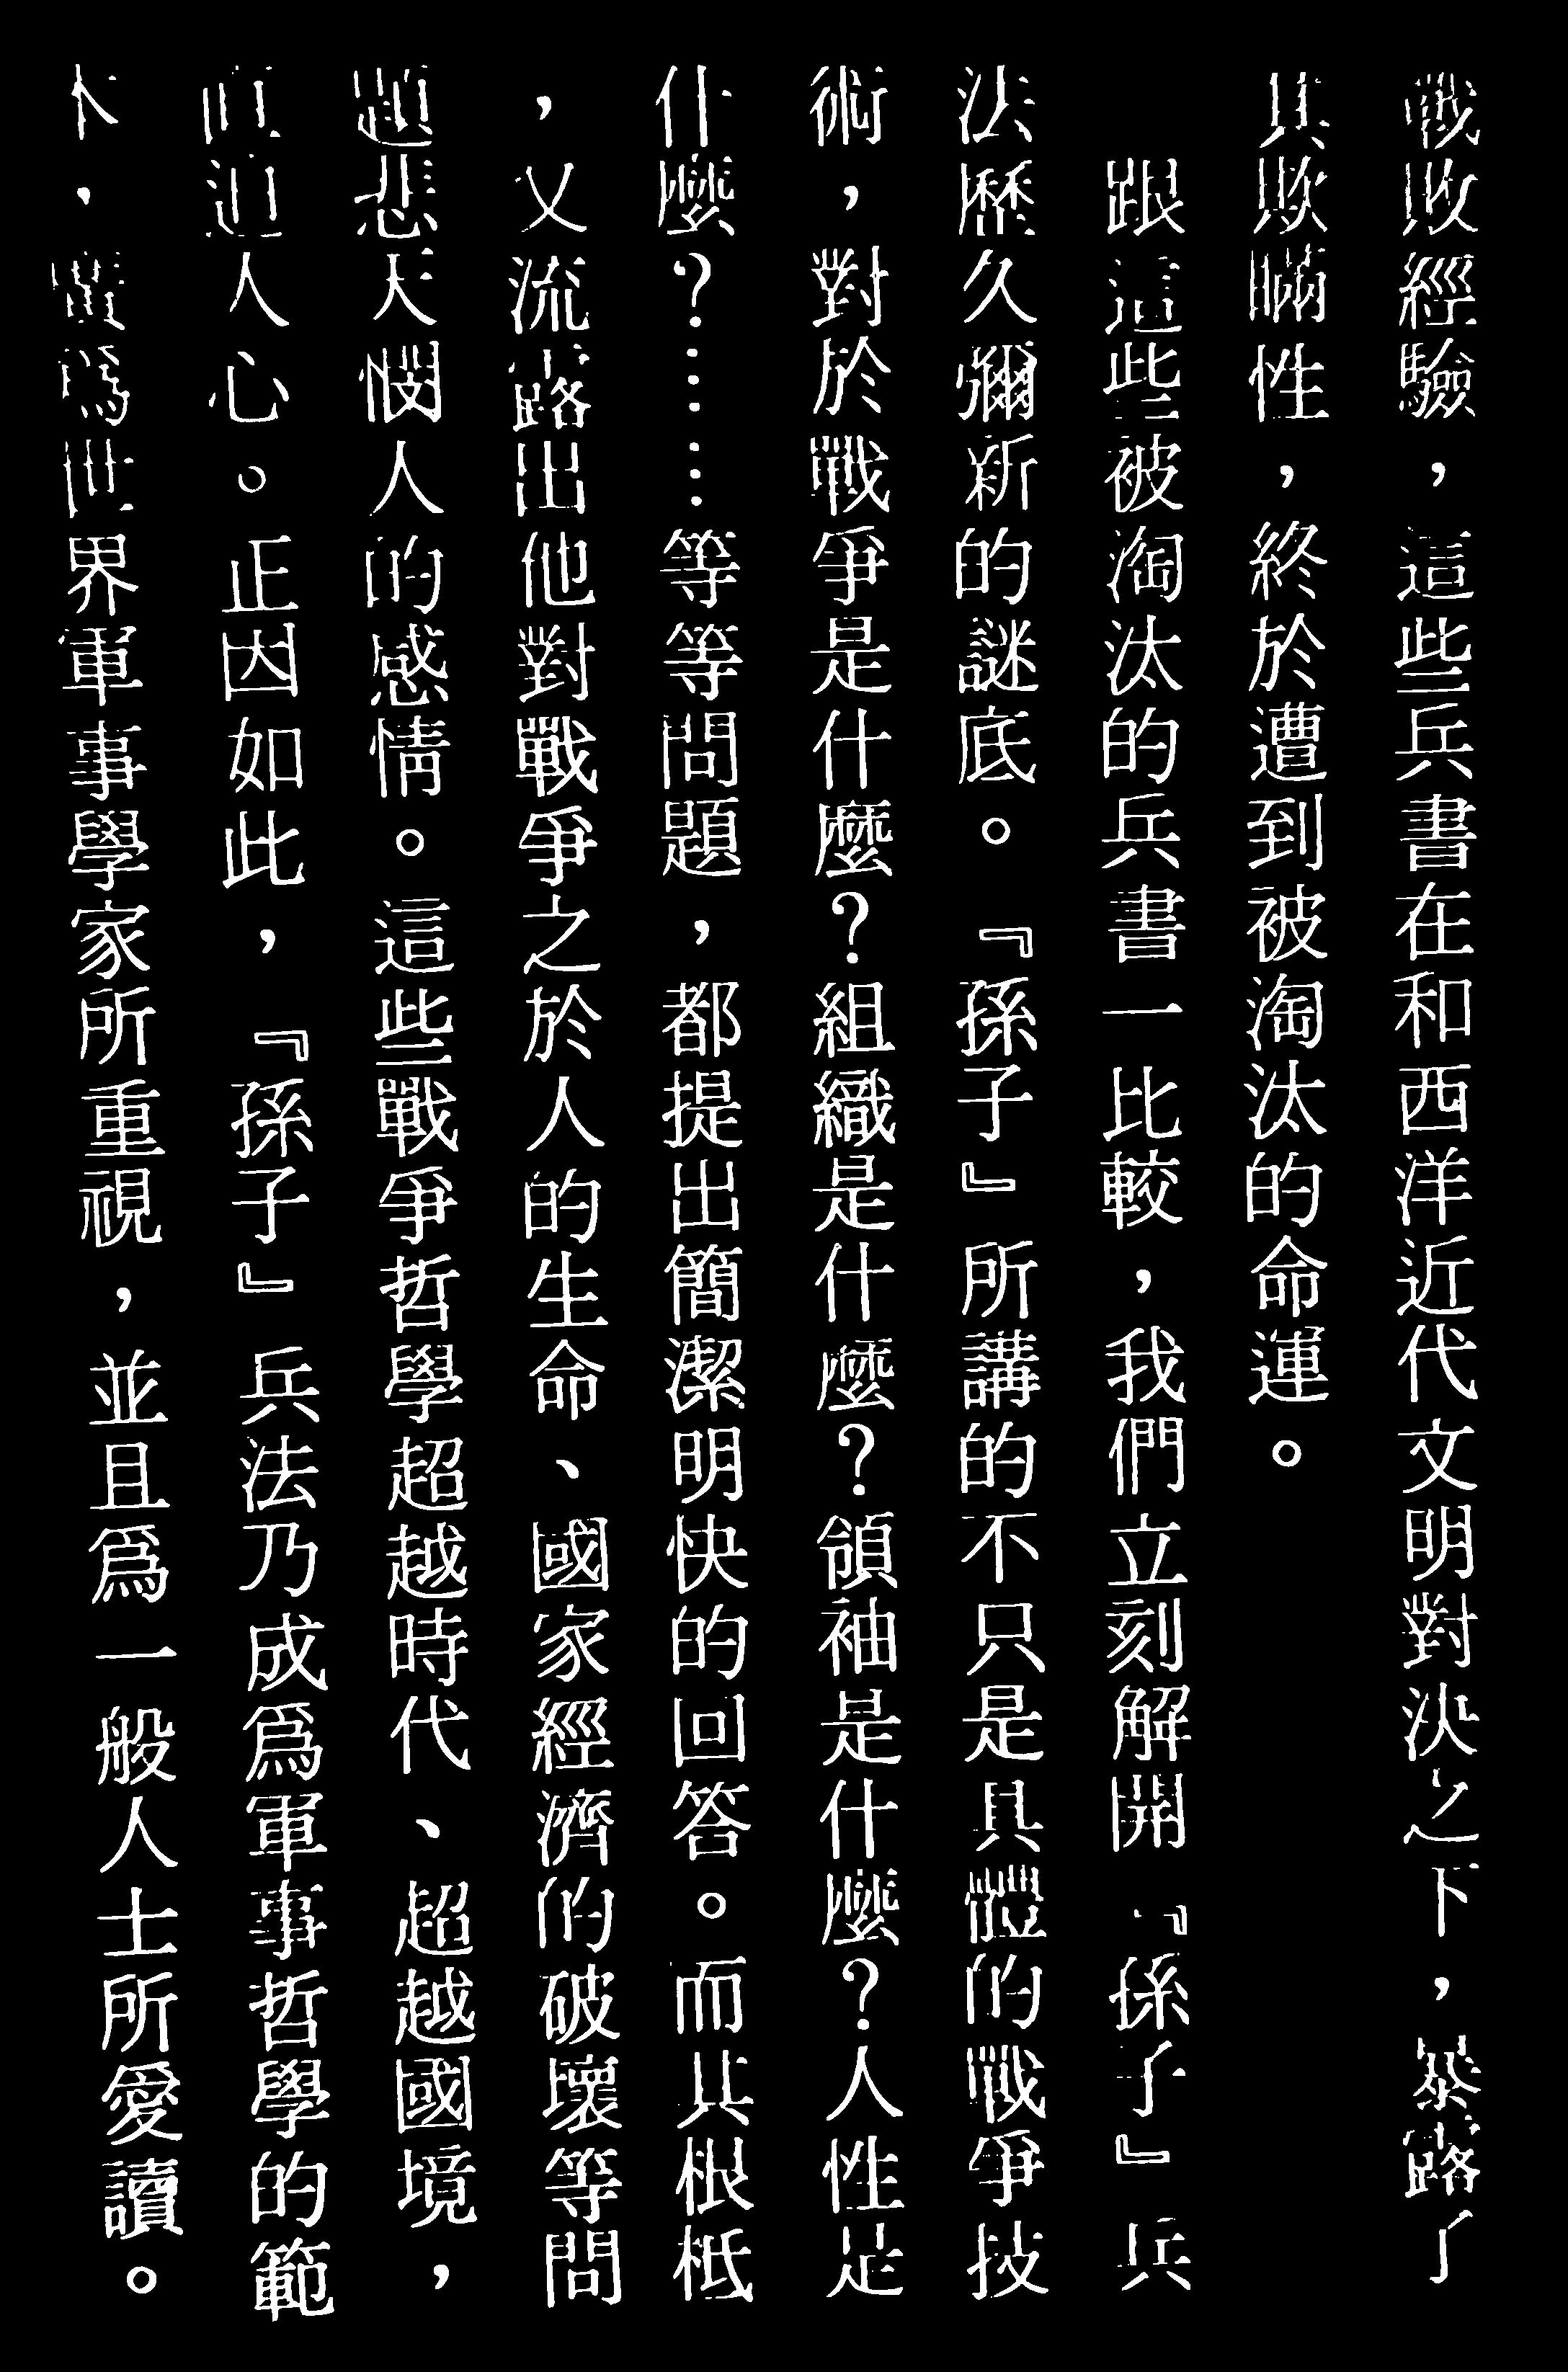 戰敗經驗，這些兵書在和西洋近代文明對決之下，暴露了
其欺瞞性，終於遭到被淘汰的命運。
跟這些被淘汰的兵書一比較，我們立刻解開『孫子』兵
法歷久彌新的謎底。『孫子』所講的不只是具體的戰爭技
術，對於戰爭是什麼？組織是什麼？領袖是什麼？人性是
什麼？……等等問題，都提出簡潔明快的回答。而其根柢
，又流露出他對戰爭之於人的生命、國家經濟的破壞等問
題悲天憫人的感情。這些戰爭哲學超越時代、超越國境，
直迫人心。正因如此，『孫子』兵法乃成為軍事哲學的範
本，廣為世界軍事學家所重視，並且為一般人士所愛讀。